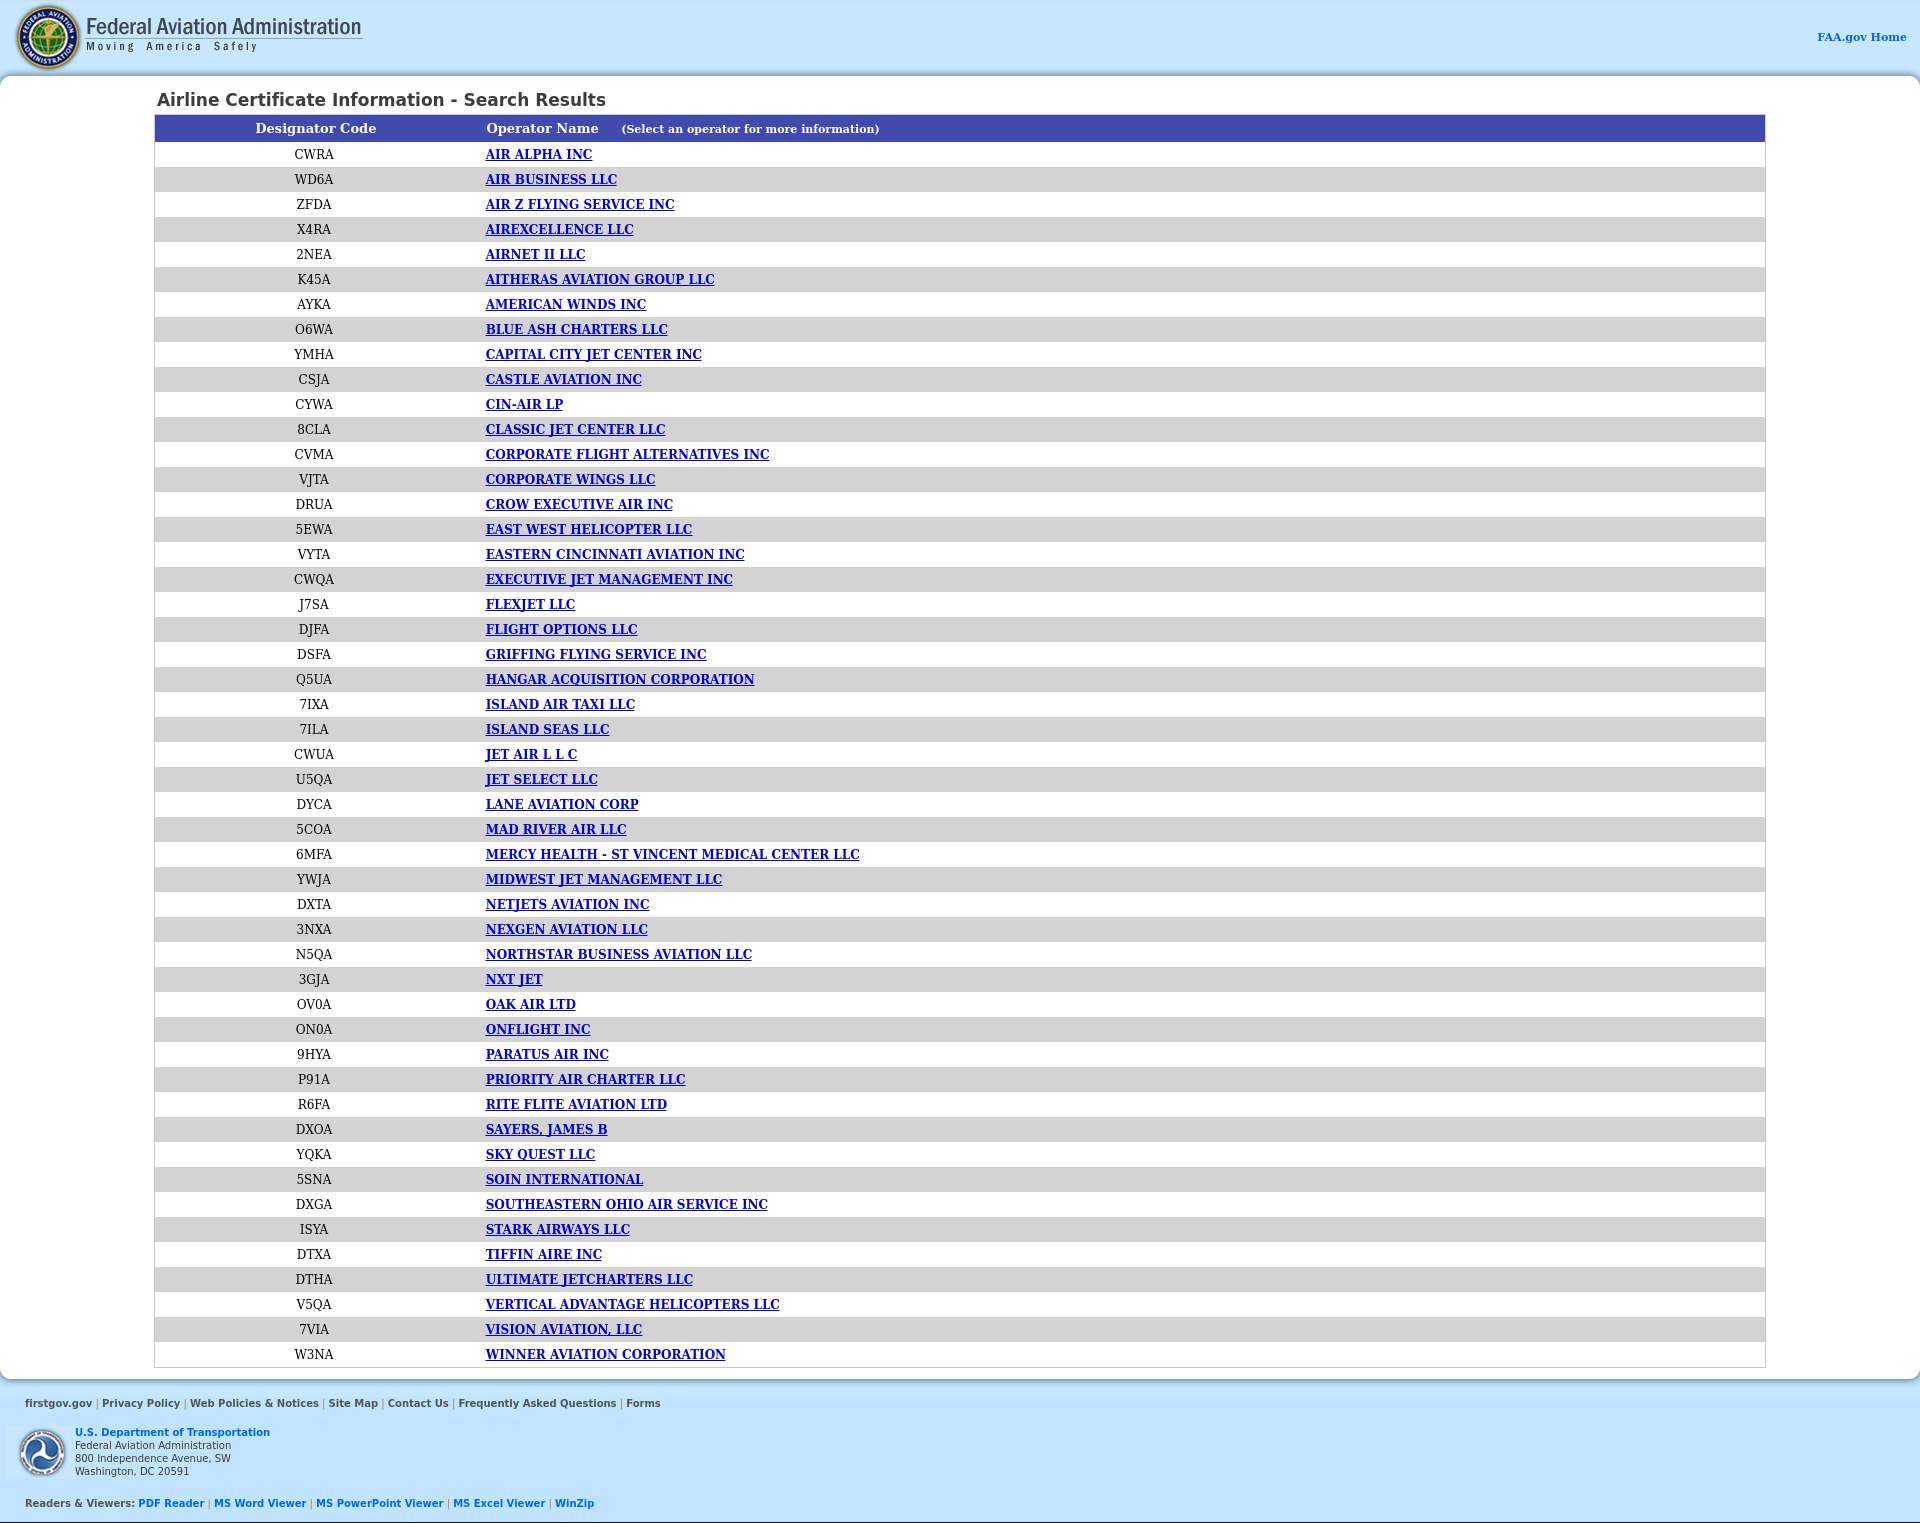 Federal Aviation Administration
Moving America Safely
FAA.gov Home
Airline Certificate Information - Search Results
Designator Code Operator Name (Select an operator for more information)
CWRA AIR ALPHA INC
WD6A AIR BUSINESS LLC
ZFDA AIR Z FLYING SERVICE INC
X4RA AIREXCELLENCE LLC
2NEA AIRNET II LLC
K45A AITHERAS AVIATION GROUP LLC
AYKA AMERICAN WINDS INC
O6WA BLUE ASH CHARTERS LLC
YMHA CAPITAL CITY JET CENTER INC
CSJA CASTLE AVIATION INC
CYWA CIN-AIR LP
8CLA CLASSIC JET CENTER LLC
CVMA CORPORATE FLIGHT ALTERNATIVES INC
VJTA CORPORATE WINGS LLC
DRUA CROW EXECUTIVE AIR INC
5EWA EAST WEST HELICOPTER LLC
VYTA EASTERN CINCINNATI AVIATION INC
CWQA EXECUTIVE JET MANAGEMENT INC
J7SA FLEXJET LLC
DJFA FLIGHT OPTIONS LLC
DSFA GRIFFING FLYING SERVICE INC
Q5UA HANGAR ACQUISITION CORPORATION
7IXA ISLAND AIR TAXI LLC
7ILA ISLAND SEAS LLC
CWUA JET AIR L L C
U5QA JET SELECT LLC
DYCA LANE AVIATION CORP
5COA MAD RIVER AIR LLC
6MFA MERCY HEALTH - ST VINCENT MEDICAL CENTER LLC
YWJA MIDWEST JET MANAGEMENT LLC
DXTA NETJETS AVIATION INC
3NXA NEXGEN AVIATION LLC
N5QA NORTHSTAR BUSINESS AVIATION LLC
3GJA NXT JET
OV0A OAK AIR LTD
ON0A ONFLIGHT INC
9HYA PARATUS AIR INC
P91A PRIORITY AIR CHARTER LLC
R6FA RITE FLITE AVIATION LTD
DXOA SAYERS, JAMES B
YQKA SKY QUEST LLC
5SNA SOIN INTERNATIONAL
DXGA SOUTHEASTERN OHIO AIR SERVICE INC
ISYA STARK AIRWAYS LLC
DTXA TIFFIN AIRE INC
DTHA ULTIMATE JETCHARTERS LLC
V5QA VERTICAL ADVANTAGE HELICOPTERS LLC
7VIA VISION AVIATION, LLC
W3NA WINNER AVIATION CORPORATION
firstgov.gov | Privacy Policy | Web Policies & Notices | Site Map | Contact Us | Frequently Asked Questions | Forms
U.S. Department of Transportation
Federal Aviation Administration
800 Independence Avenue, SW
Washington, DC 20591
Readers & Viewers: PDF Reader | MS Word Viewer | MS PowerPoint Viewer | MS Excel Viewer | WinZip